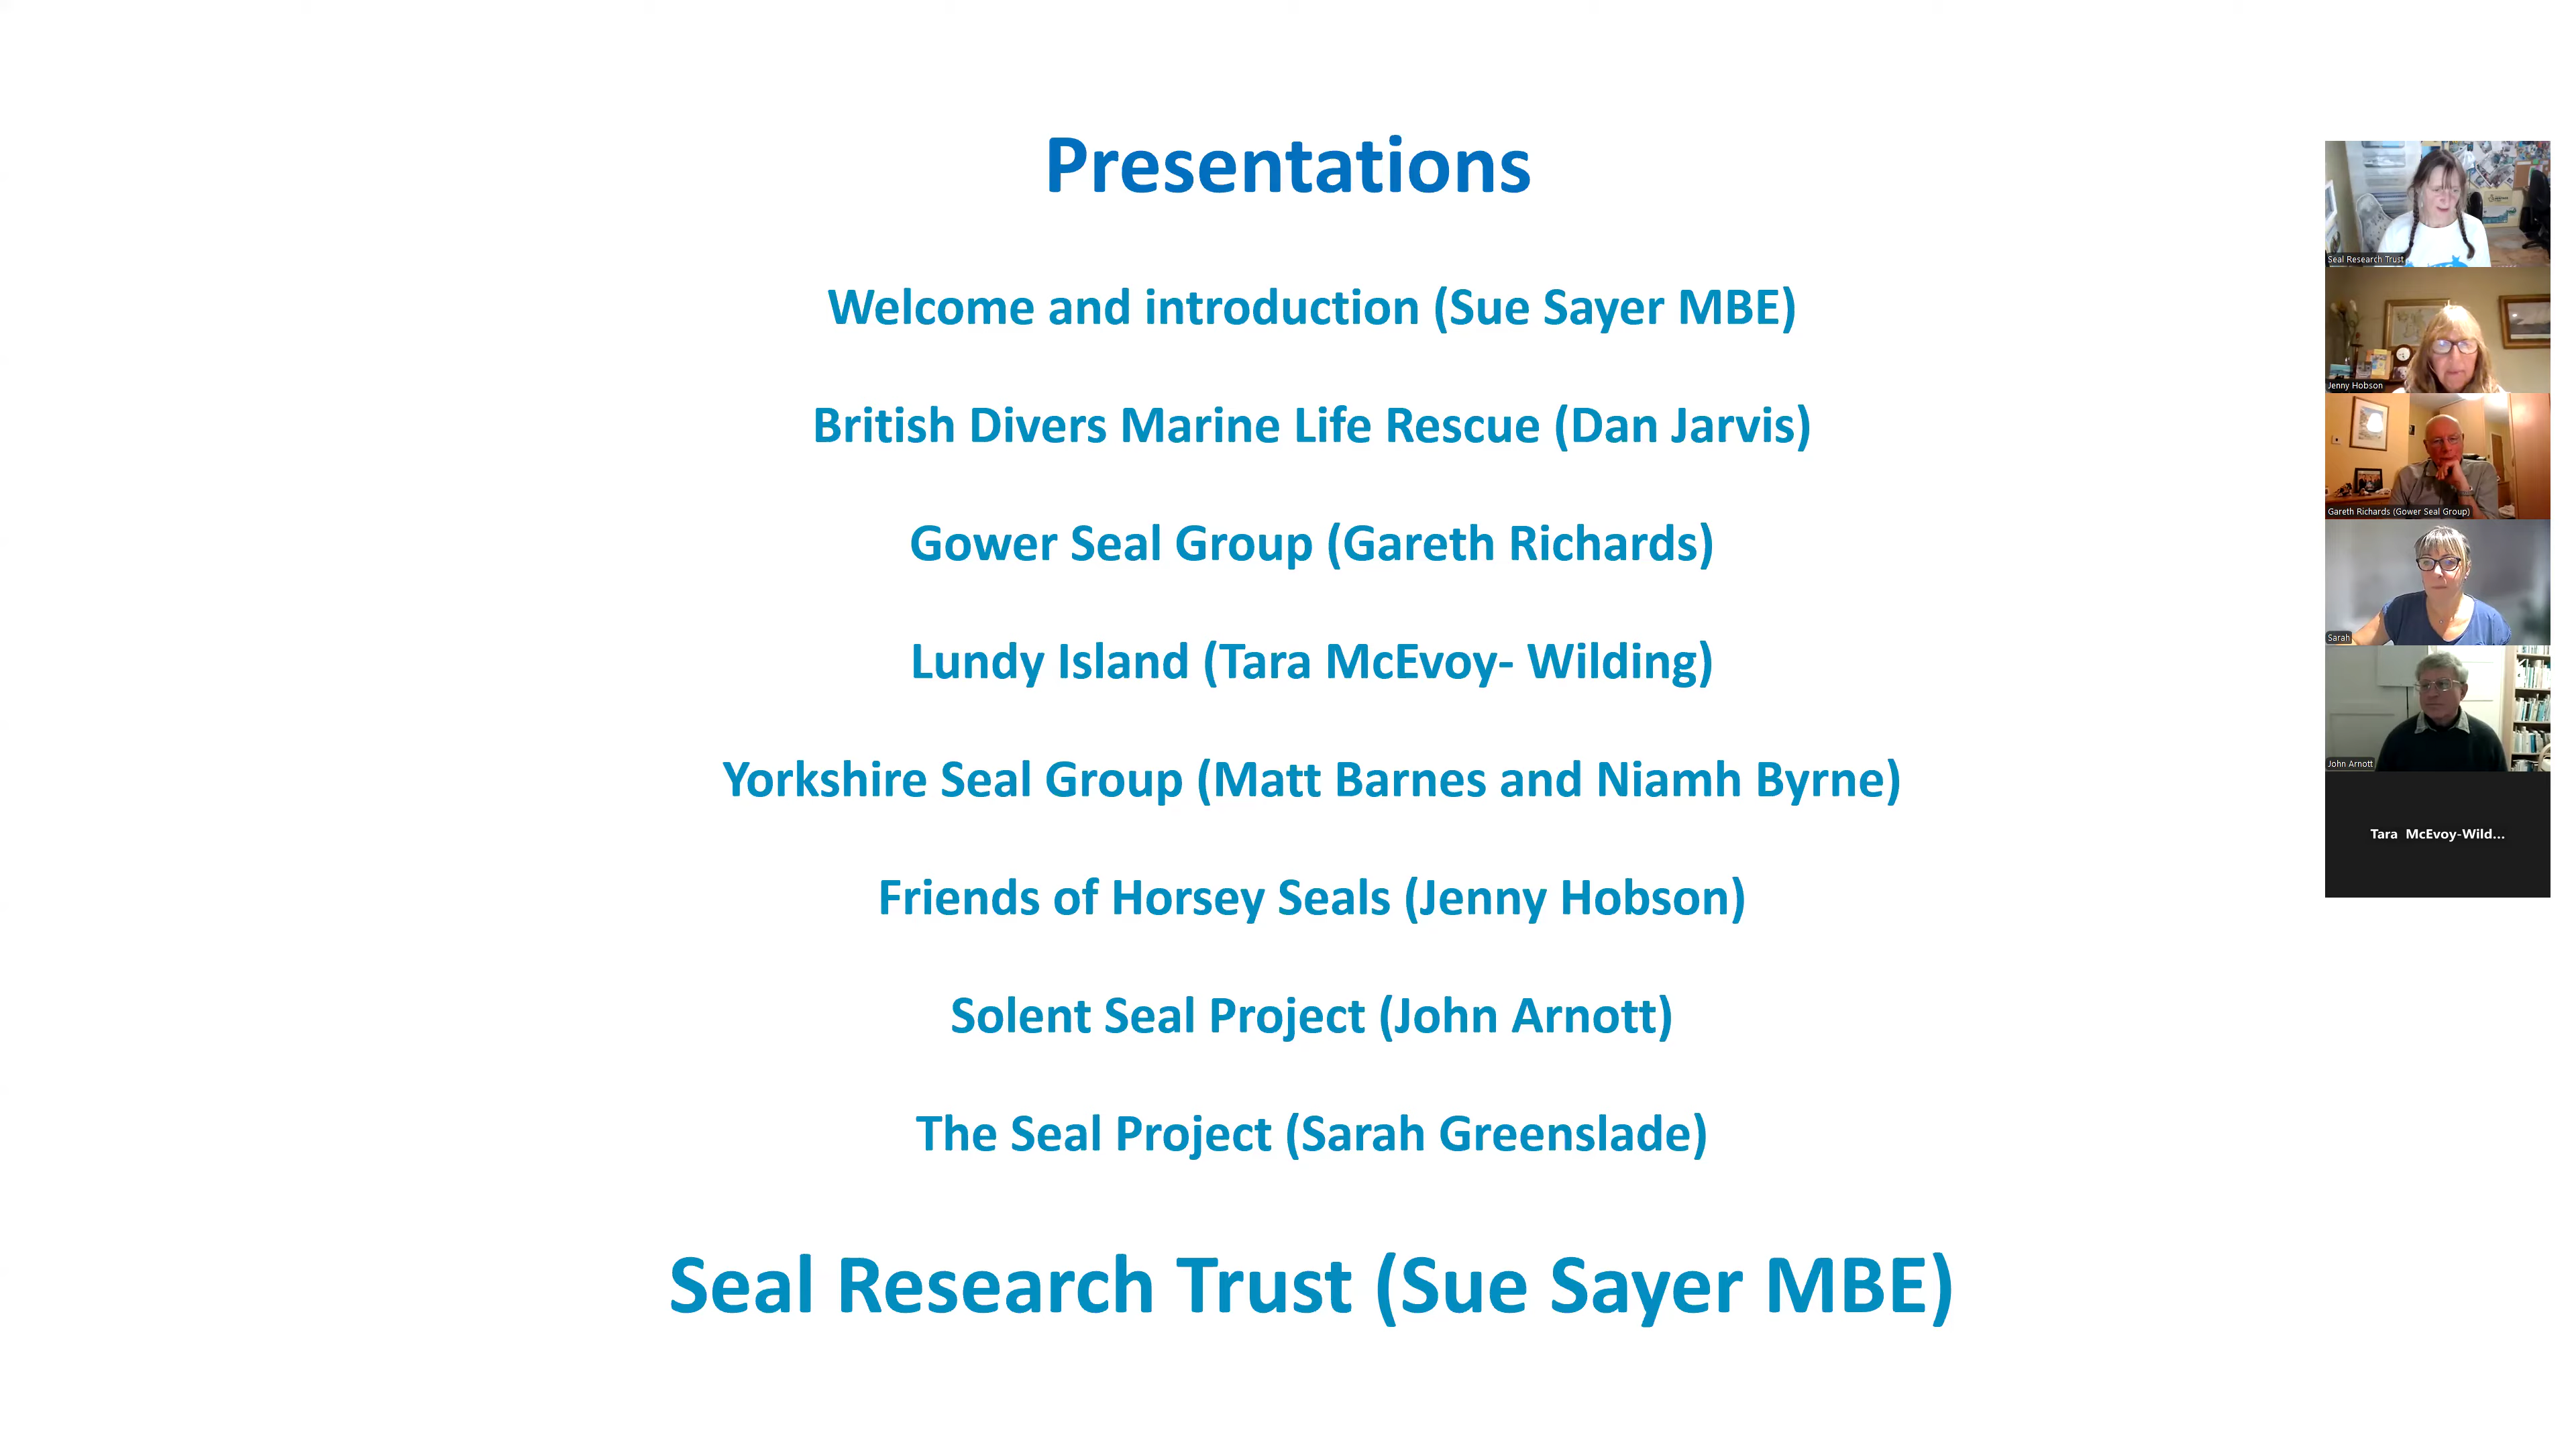 Presentations
Welcome and introduction (Sue Sayer MBE)
British Divers Marine Life Rescue (Dan Jarvis)
Gower Seal Group (Gareth Richards)
Lundy Island (Tara McEvoy- Wilding)
Yorkshire Seal Group (Matt Barnes and Niamh Byrne)
Friends of Horsey Seals (Jenny Hobson)
Solent Seal Project (John Arnott)
The Seal Project (Sarah Greenslade)
Seal Research Trust (Sue Sayer MBE)
Seal Research Trust
Jenny Hobson
Gareth Richards (Gower Seal Group)
Sarah
John Arnott
Tara McEvoy-Wild...